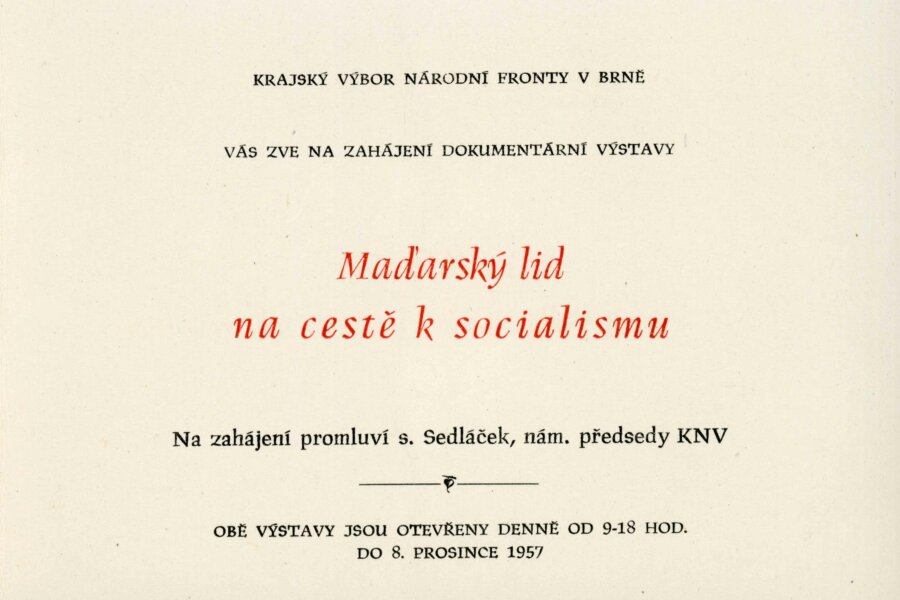 KRAJSKÝ VÝBOR NÁRODNÍ FRONTY V BRNĚ
VÁS ZVE NA ZAHÁJENÍ DOKUMENTÁRNÍ VÝSTAVY
Maďarský lid
na cestě k socialismu
Na zahájení promluví s. Sedláček, nám. předsedy KNV
OBĚ VÝSTAVY JSOU OTEVŘENY DENNĚ OD 9-18 HOD.
DO 8. PROSINCE 1957